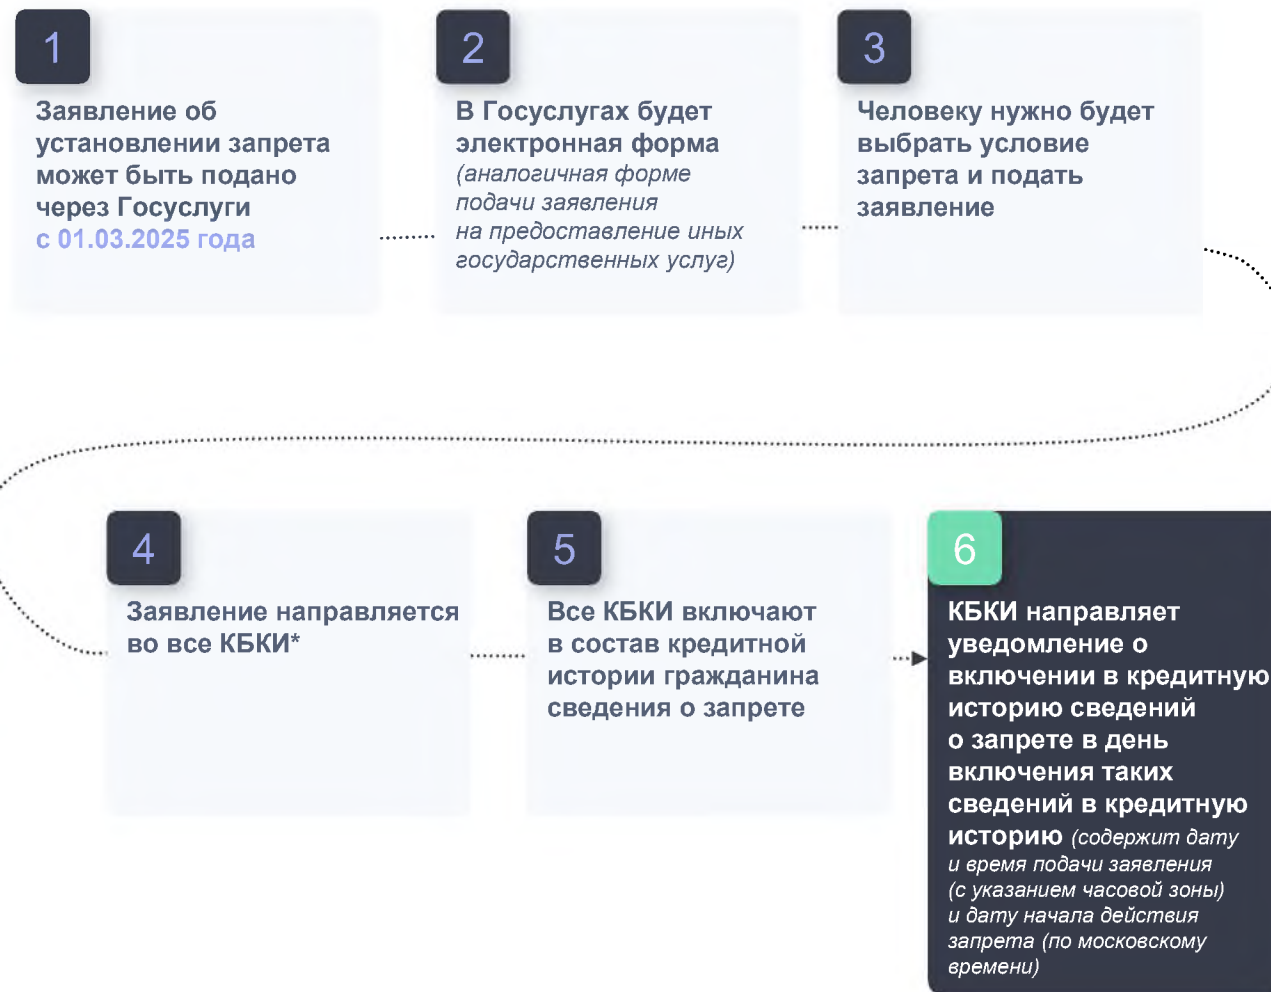 1
Заявление об
установлении запрета
может быть подано
через Госуслуги
с 01.03.2025 года
2
В Госуслугах будет
электронная форма
(аналогичная форме
подачи заявления
на предоставление иных
государственных услуг)
3
Человеку нужно будет
выбрать условие
запрета и подать
заявление
4
Заявление направляется
во все КБКИ*
5
Все КБКИ включают
в состав кредитной
истории гражданина
сведения о запрете
6
КБКИ направляет
уведомление о
включении в кредитную
историю сведений
о запрете в день
включения таких
сведений в кредитную
историю (содержит дату
и время подачи заявления
(с указанием часовой зоны)
и дату начала действия
запрета (по московскому
времени)